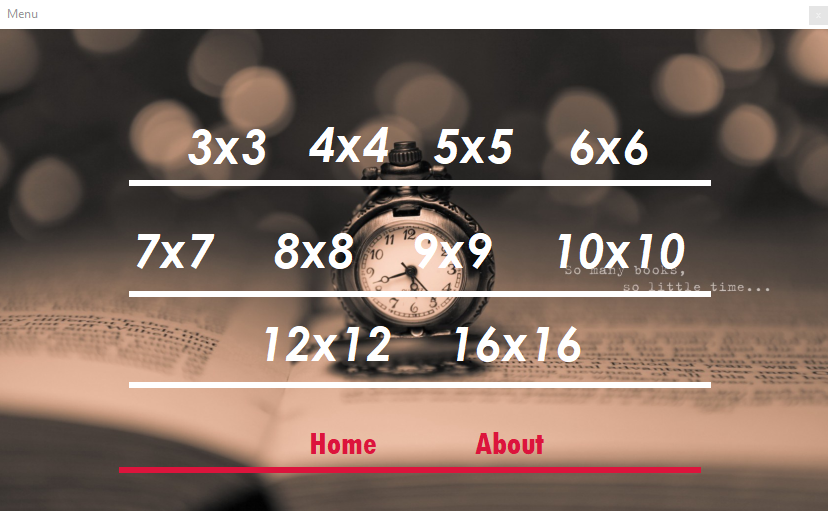 Menu
3x3 4x4 5x5 6x6
7x7 8x8 9x9 10x10
So many books,
so little time...
12x12 16x16
Home About